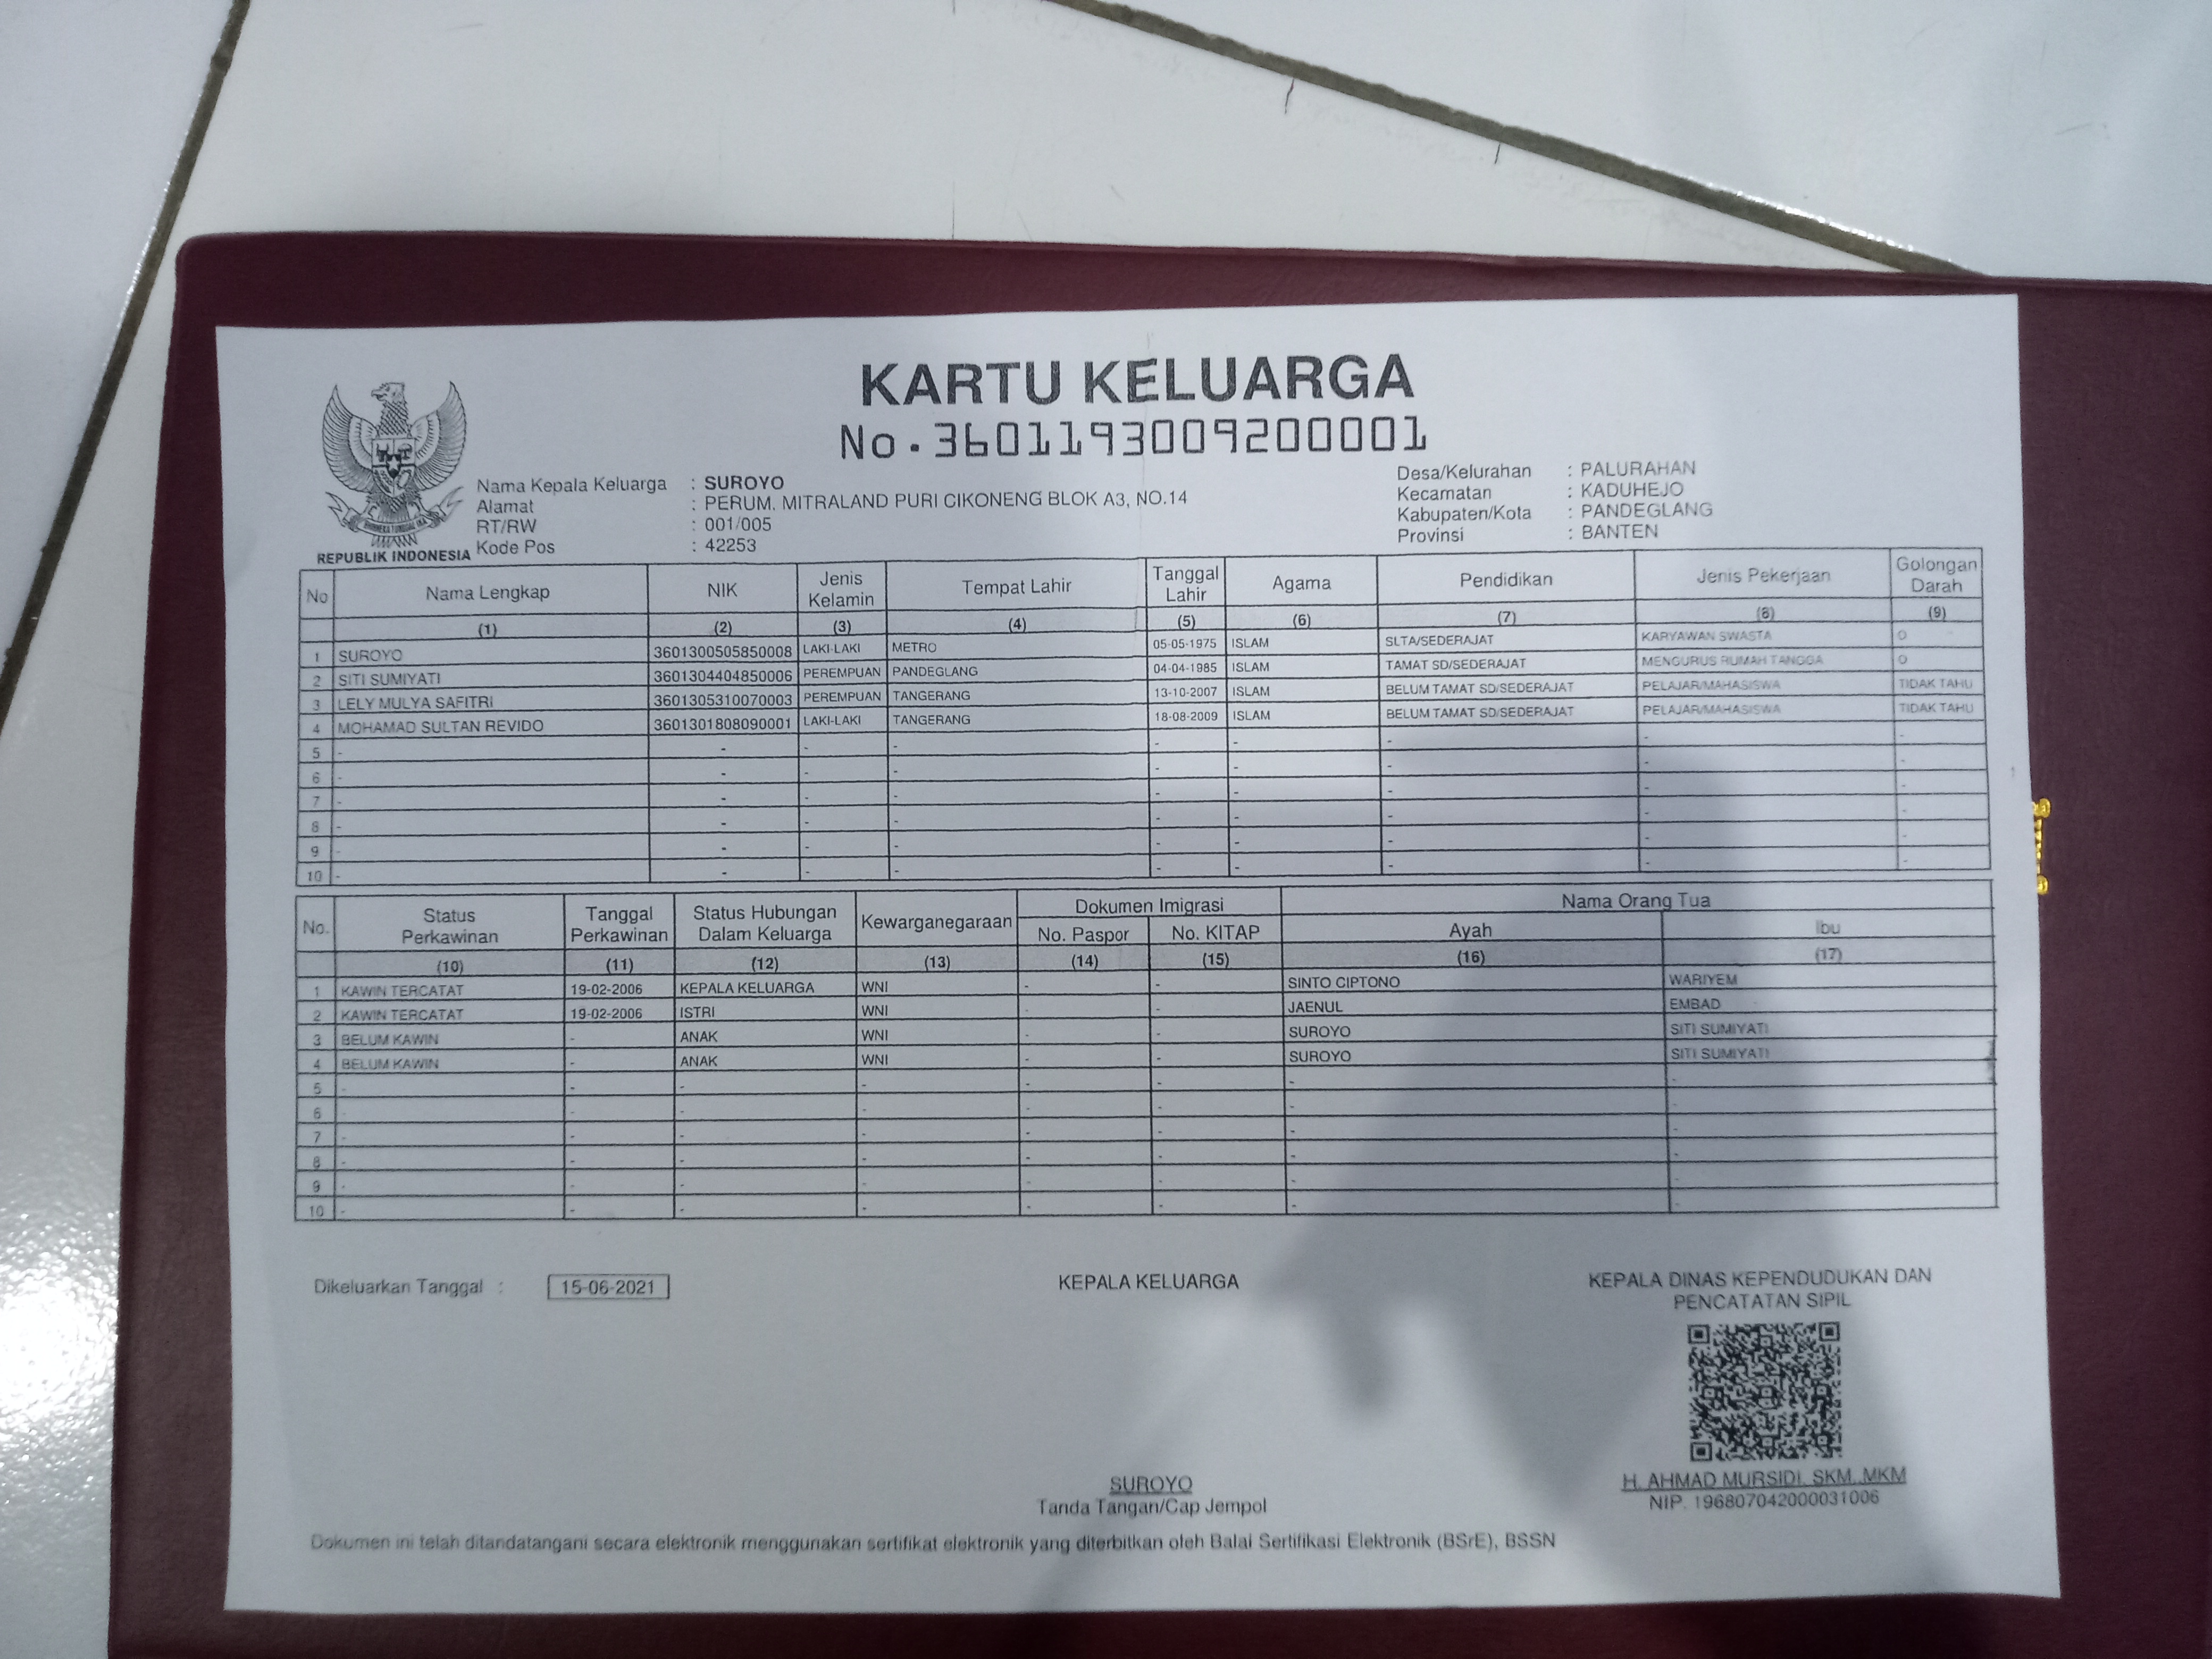 KARTU KELUARGA
No.3601193009200001
REPUBLIK INDONESIA
Nama Kepala Keluarga : SUROYO
Alamat : PERUM. MITRALAND PURI CIKONENG BLOK A3, NO.14
RT/RW : 001/005
Kode Pos : 42253
Desa/Kelurahan : PALURAHAN
Kecamatan : KADUHEJO
Kabupaten/Kota : PANDEGLANG
Provinsi : BANTEN
No Nama Lengkap NIK Jenis Kelamin Tempat Lahir Tanggal Lahir Agama Pendidikan Jenis Pekerjaan Golongan Darah
(1) (2) (3) (4) (5) (6) (7) (8) (9)
1 SUROYO 3601300505850008 LAKI-LAKI METRO 05-05-1975 ISLAM SLTA/SEDERAJAT KARYAWAN SWASTA O
2 SITI SUMIYATI 3601304404850006 PEREMPUAN PANDEGLANG 04-04-1985 ISLAM TAMAT SD/SEDERAJAT MENGURUS RUMAH TANGGA O
3 LELY MULYA SAFITRI 3601305310070003 PEREMPUAN TANGERANG 13-10-2007 ISLAM BELUM TAMAT SD/SEDERAJAT PELAJAR/MAHASISWA TIDAK TAHU
4 MOHAMAD SULTAN REVIDO 3601301808090001 LAKI-LAKI TANGERANG 18-08-2009 ISLAM BELUM TAMAT SD/SEDERAJAT PELAJAR/MAHASISWA TIDAK TAHU
5 - - - - - - - - -
6 - - - - - - - - -
7 - - - - - - - - -
8 - - - - - - - - -
9 - - - - - - - - -
10 - - - - - - - - -
No. Status Perkawinan Tanggal Perkawinan Status Hubungan Dalam Keluarga Kewarganegaraan Dokumen Imigrasi Nama Orang Tua
No. Paspor No. KITAP Ayah Ibu
(10) (11) (12) (13) (14) (15) (16) (17)
1 KAWIN TERCATAT 19-02-2006 KEPALA KELUARGA WNI - - SINTO CIPTONO WARIYEM
2 KAWIN TERCATAT 19-02-2006 ISTRI WNI - - JAENUL EMBAD
3 BELUM KAWIN - ANAK WNI - - SUROYO SITI SUMIYATI
4 BELUM KAWIN - ANAK WNI - - SUROYO SITI SUMIYATI
5 - - - - - - - -
6 - - - - - - - -
7 - - - - - - - -
8 - - - - - - - -
9 - - - - - - - -
10 - - - - - - - -
Dikeluarkan Tanggal : 15-06-2021
KEPALA KELUARGA
SUROYO
Tanda Tangan/Cap Jempol
KEPALA DINAS KEPENDUDUKAN DAN
PENCATATAN SIPIL
H. AHMAD MURSIDI, SKM.,MKM
NIP. 196807042000031006
Dokumen ini telah ditandatangani secara elektronik menggunakan sertifikat elektronik yang diterbitkan oleh Balai Sertifikasi Elektronik (BSrE), BSSN